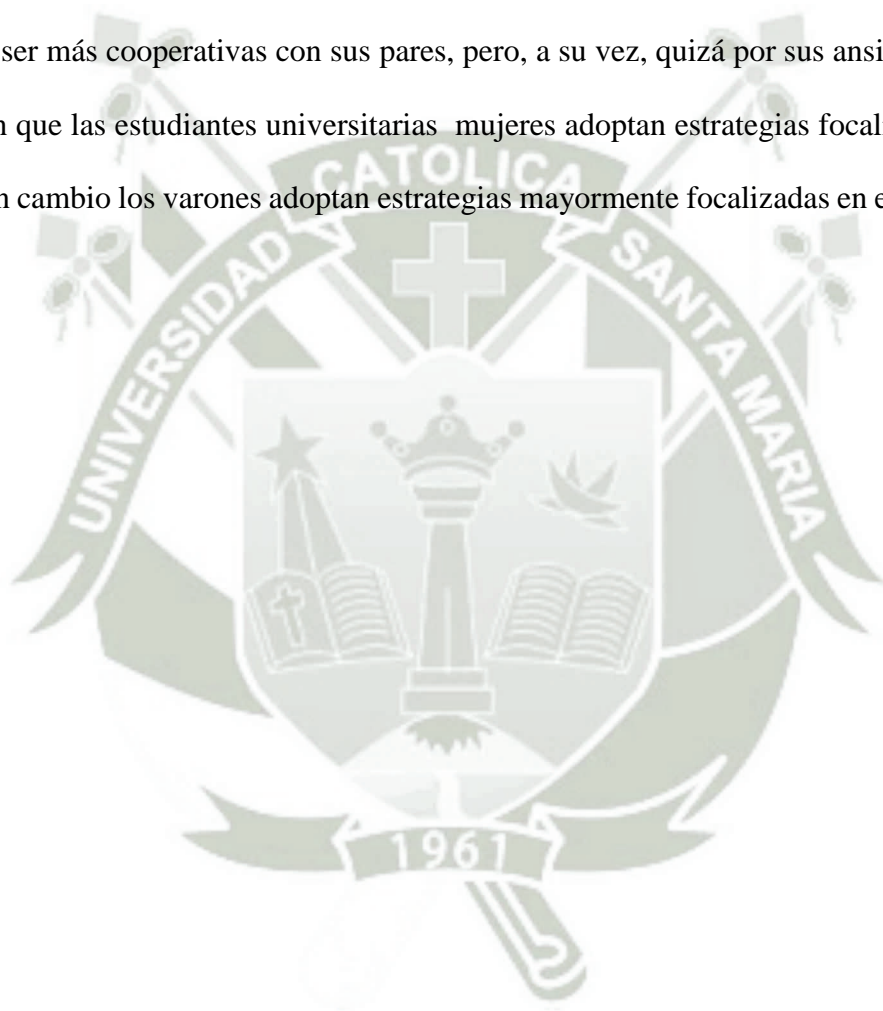 ser más cooperativas con sus pares, pero, a su vez, quizá por sus ansi
que las estudiantes universitarias mujeres adoptan estrategias focali
cambio los varones adoptan estrategias mayormente focalizadas en e
UNIVERSIDAD CATOLICA SANTA MARIA
1961